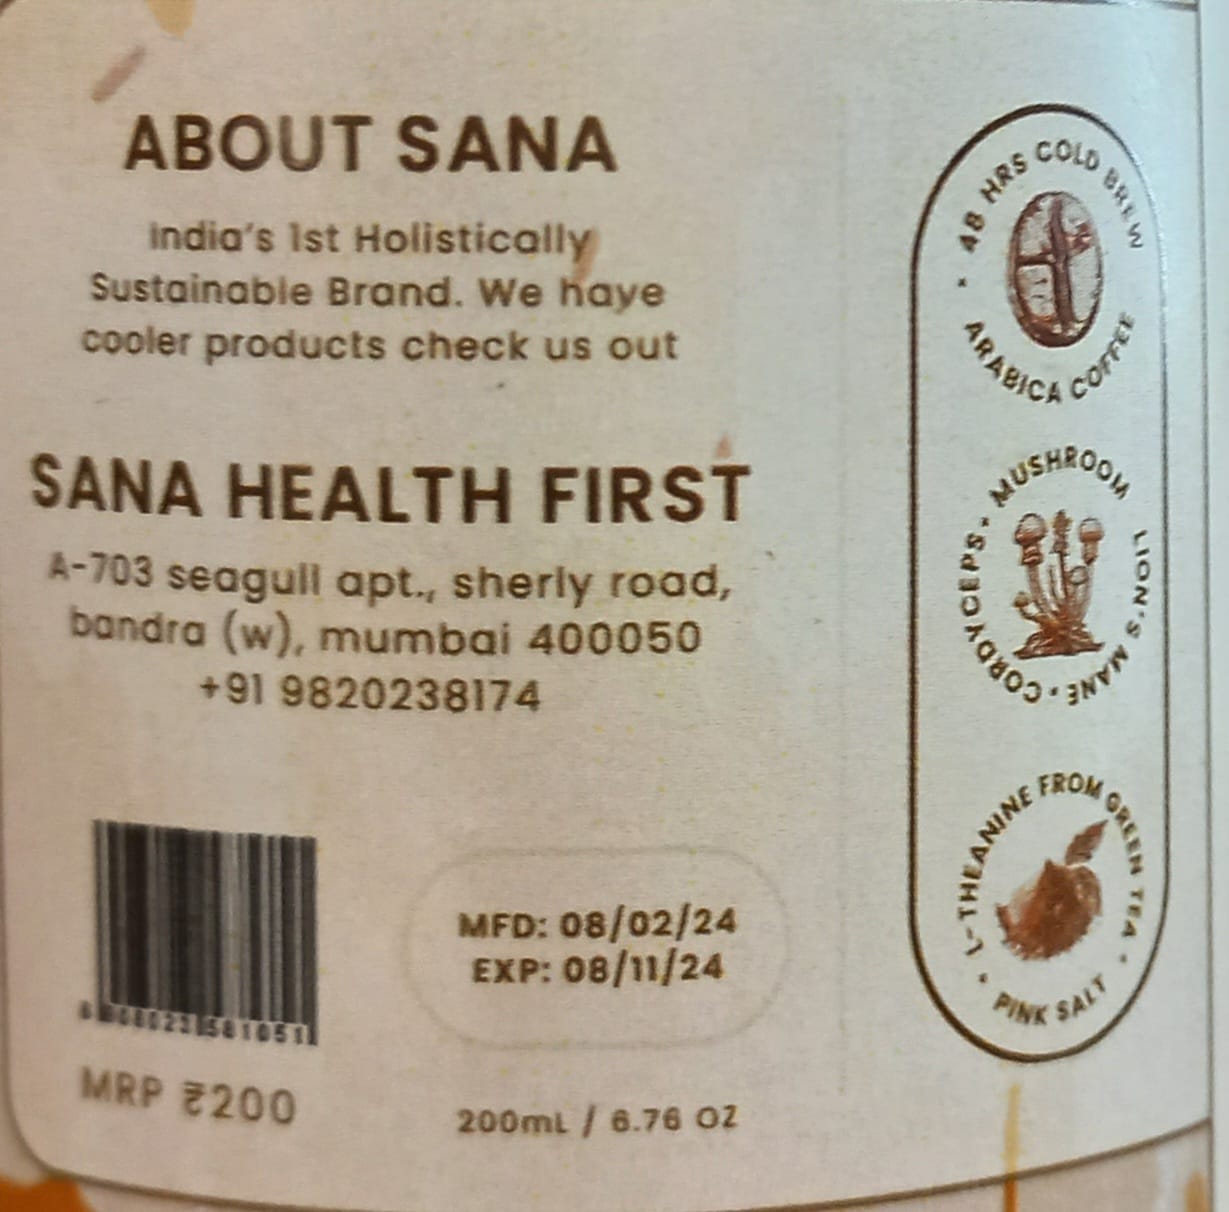 ABOUT SANA
India's 1st Holistically
Sustainable Brand. We have
cooler products check us out
SANA HEALTH FIRST
A-703 seagull apt., sherly road,
bandra (w), mumbai 400050
+91 9820238174
MFD: 08/02/24
EXP: 08/11/24
MRP ₹200
200mL / 6.76 OZ
• 48 HRS COLD BREW •
ARABICA COFFEE
MUSHROOM
LION'S MANE • CORDYCEPS •
• L-THEANINE FROM GREEN TEA •
PINK SALT